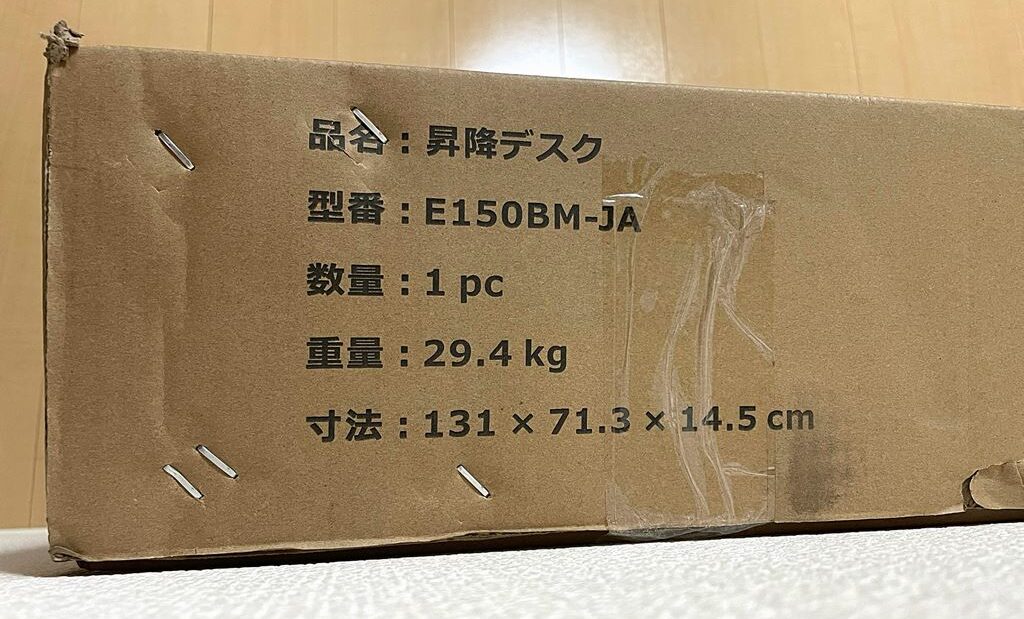 品名：昇降デスク
型番：E150BM-JA
数量：1 pc
重量：29.4 kg
寸法：131 × 71.3 × 14.5 cm